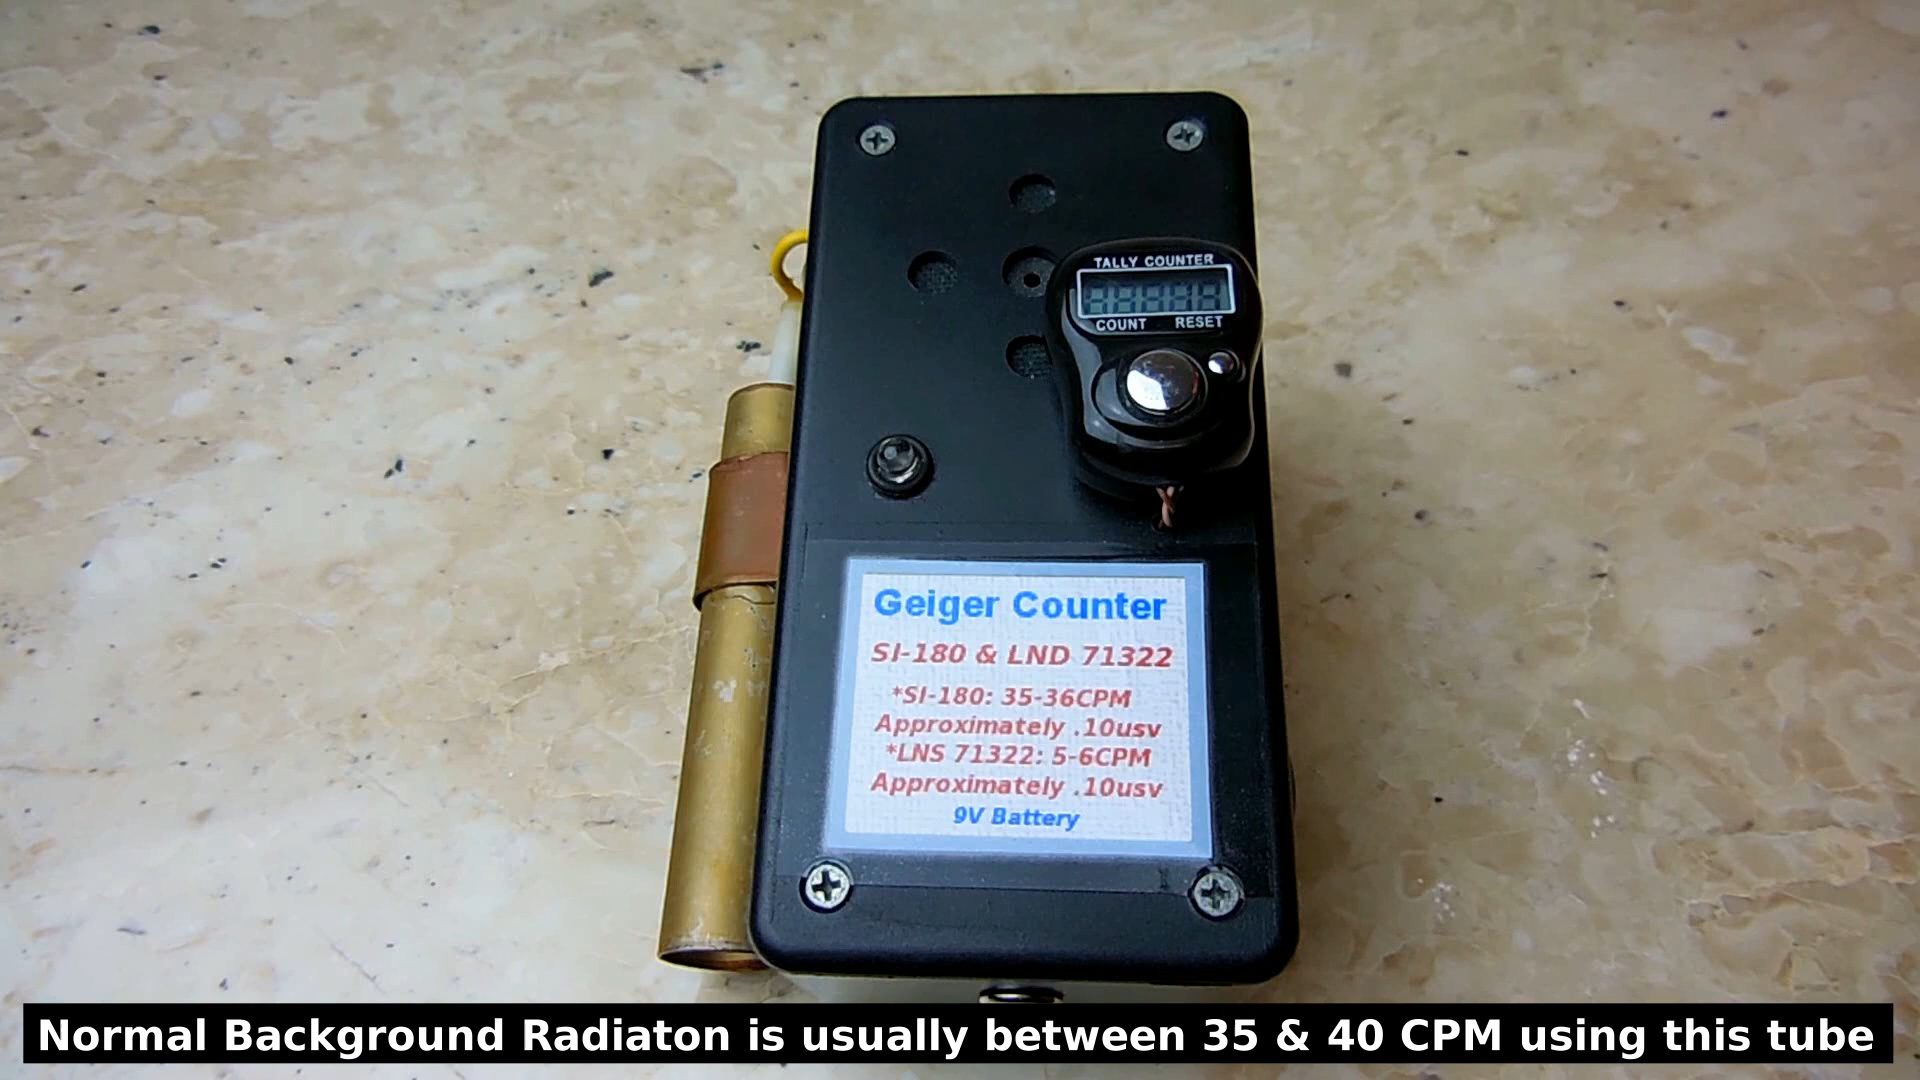 TALLY COUNTER
COUNT RESET
Geiger Counter
SI-180 & LND 71322
*SI-180: 35-36CPM
Approximately .10usv
*LNS 71322: 5-6CPM
Approximately .10usv
9V Battery
Normal Background Radiaton is usually between 35 & 40 CPM using this tube